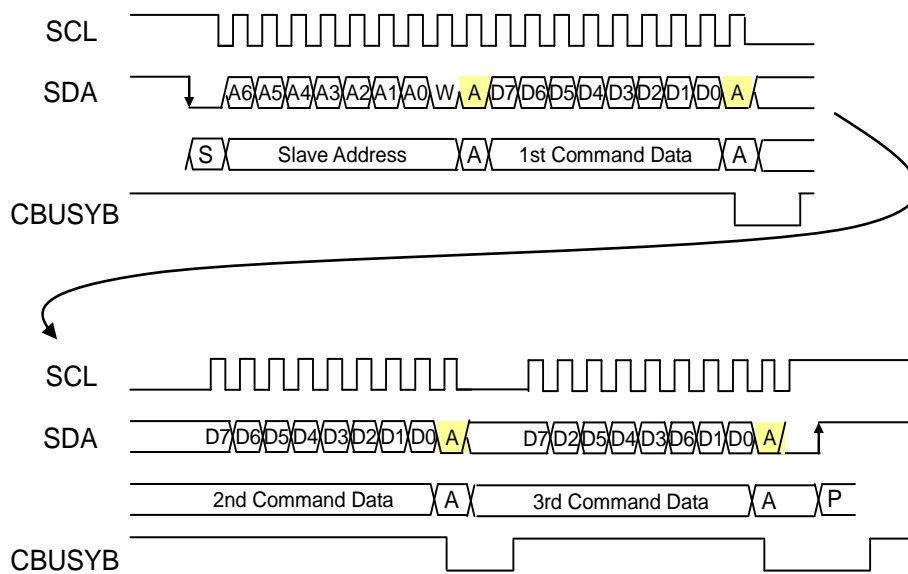 SCL
SDA A6 A5 A4 A3 A2 A1 A0 W A D7 D6 D5 D4 D3 D2 D1 D0 A
S Slave Address A 1st Command Data A
CBUSYB
SCL
SDA D7 D6 D5 D4 D3 D2 D1 D0 A D7 D2 D5 D4 D3 D6 D1 D0 A
2nd Command Data A 3rd Command Data A P
CBUSYB